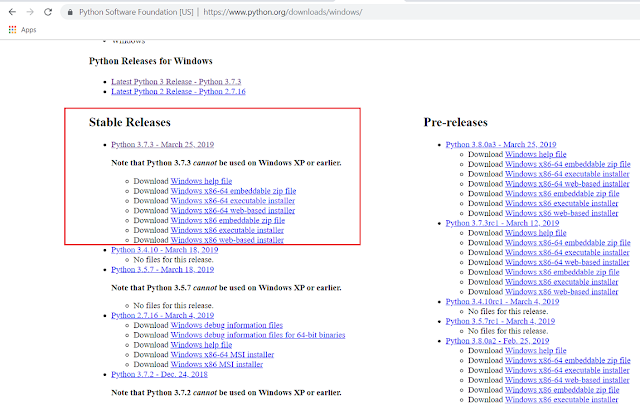 Python Software Foundation [US] | https://www.python.org/downloads/windows/
Apps
Windows
Python Releases for Windows
Latest Python 3 Release - Python 3.7.3
Latest Python 2 Release - Python 2.7.16
Stable Releases
Python 3.7.3 - March 25, 2019
Note that Python 3.7.3 cannot be used on Windows XP or earlier.
Download Windows help file
Download Windows x86-64 embeddable zip file
Download Windows x86-64 executable installer
Download Windows x86-64 web-based installer
Download Windows x86 embeddable zip file
Download Windows x86 executable installer
Download Windows x86 web-based installer
Python 3.4.10 - March 18, 2019
No files for this release.
Python 3.5.7 - March 18, 2019
Note that Python 3.5.7 cannot be used on Windows XP or earlier.
No files for this release.
Python 2.7.16 - March 4, 2019
Download Windows debug information files
Download Windows debug information files for 64-bit binaries
Download Windows help file
Download Windows x86-64 MSI installer
Download Windows x86 MSI installer
Python 3.7.2 - Dec. 24, 2018
Note that Python 3.7.2 cannot be used on Windows XP or earlier.
Pre-releases
Python 3.8.0a3 - March 25, 2019
Download Windows help file
Download Windows x86-64 embeddable zip file
Download Windows x86-64 executable installer
Download Windows x86-64 web-based installer
Download Windows x86 embeddable zip file
Download Windows x86 executable installer
Download Windows x86 web-based installer
Python 3.7.3rc1 - March 12, 2019
Download Windows help file
Download Windows x86-64 embeddable zip file
Download Windows x86-64 executable installer
Download Windows x86-64 web-based installer
Download Windows x86 embeddable zip file
Download Windows x86 executable installer
Download Windows x86 web-based installer
Python 3.4.10rc1 - March 4, 2019
No files for this release.
Python 3.5.7rc1 - March 4, 2019
No files for this release.
Python 3.8.0a2 - Feb. 25, 2019
Download Windows help file
Download Windows x86-64 embeddable zip file
Download Windows x86-64 executable installer
Download Windows x86-64 web-based installer
Download Windows x86 embeddable zip file
Download Windows x86 executable installer